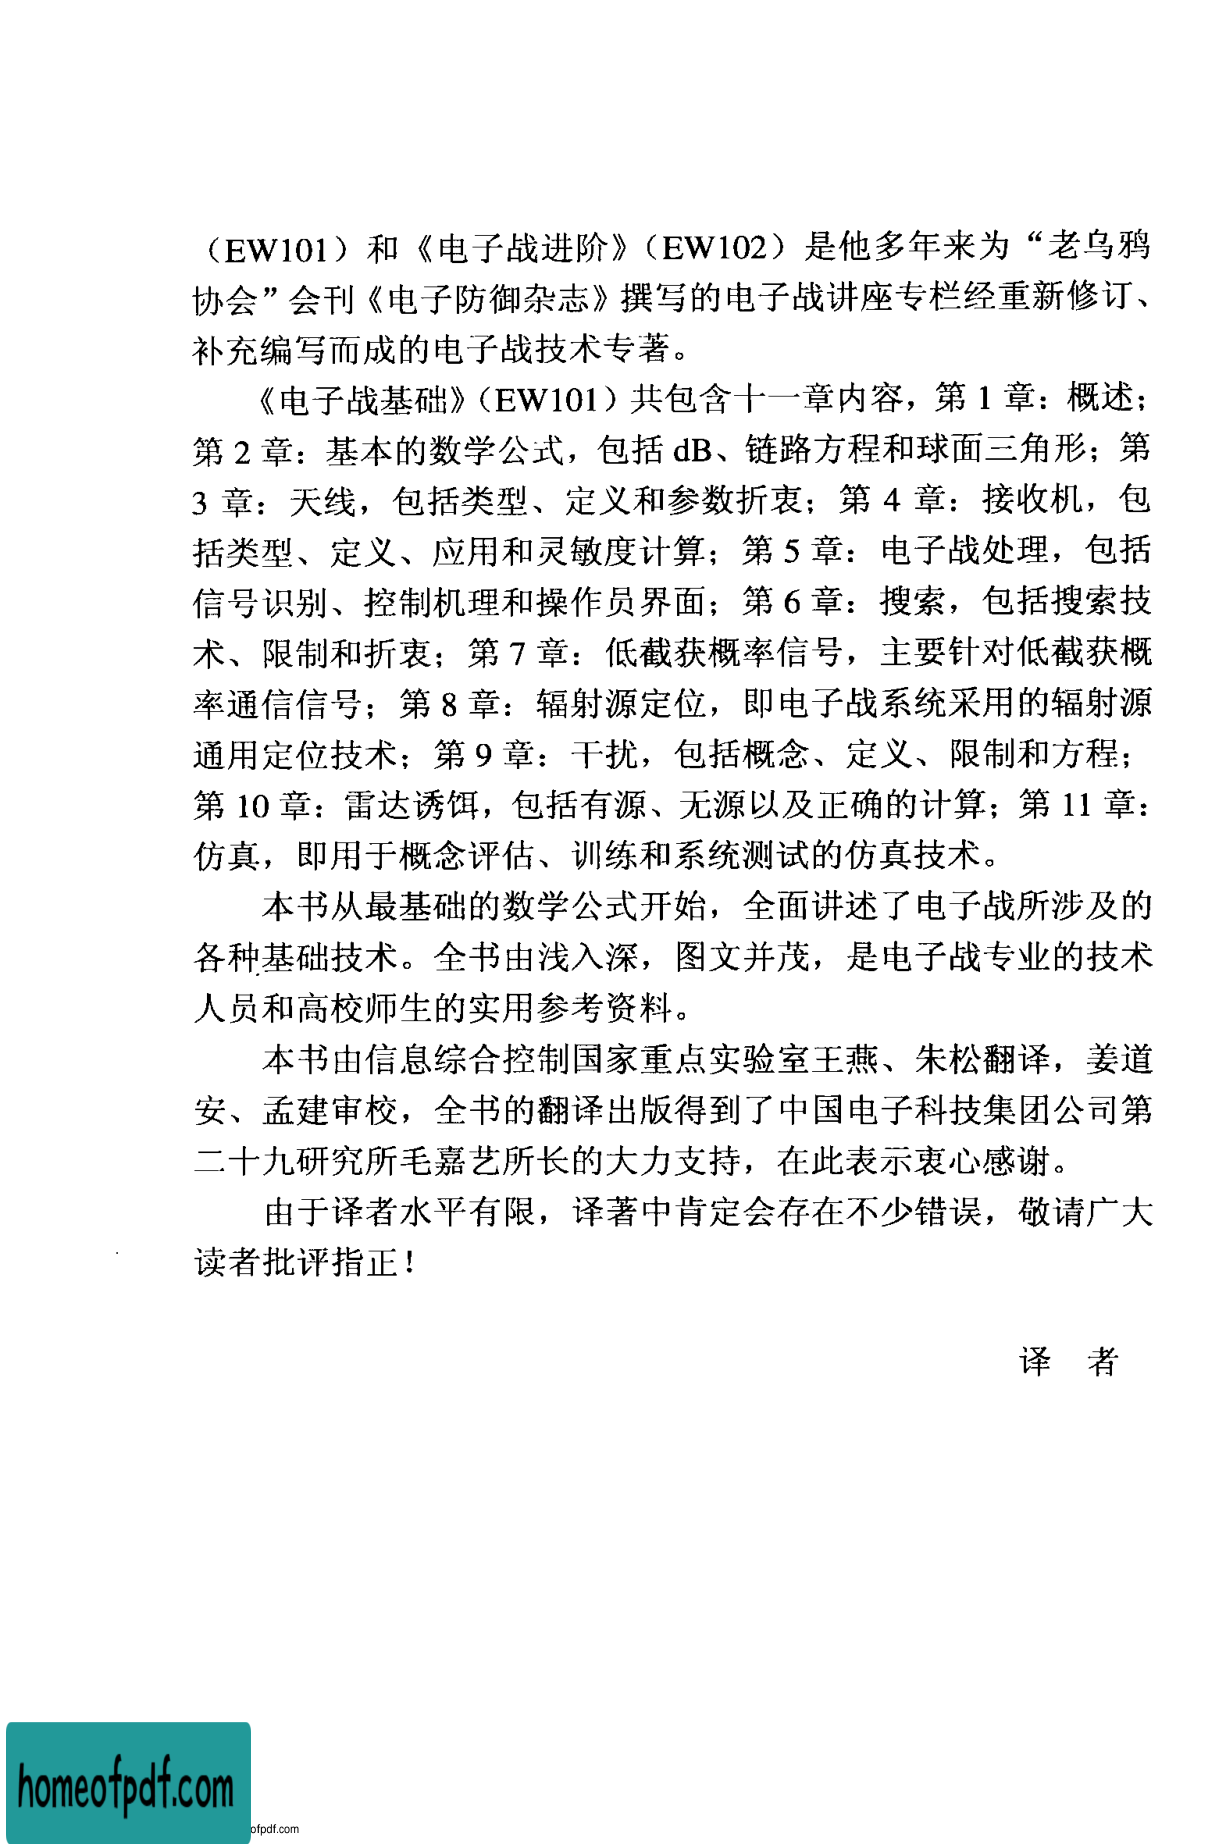 （EW101）和《电子战进阶》（EW102）是他多年来为“老乌鸦
协会”会刊《电子防御杂志》撰写的电子战讲座专栏经重新修订、
补充编写而成的电子战技术专著。
《电子战基础》（EW101）共包含十一章内容，第 1 章：概述；
第 2 章：基本的数学公式，包括 dB、链路方程和球面三角形；第
3 章：天线，包括类型、定义和参数折衷；第 4 章：接收机，包
括类型、定义、应用和灵敏度计算；第 5 章：电子战处理，包括
信号识别、控制机理和操作员界面；第 6 章：搜索，包括搜索技
术、限制和折衷；第 7 章：低截获概率信号，主要针对低截获概
率通信信号；第 8 章：辐射源定位，即电子战系统采用的辐射源
通用定位技术；第 9 章：干扰，包括概念、定义、限制和方程；
第 10 章：雷达诱饵，包括有源、无源以及正确的计算；第 11 章：
仿真，即用于概念评估、训练和系统测试的仿真技术。
本书从最基础的数学公式开始，全面讲述了电子战所涉及的
各种基础技术。全书由浅入深，图文并茂，是电子战专业的技术
人员和高校师生的实用参考资料。
本书由信息综合控制国家重点实验室王燕、朱松翻译，姜道
安、孟建审校，全书的翻译出版得到了中国电子科技集团公司第
二十九研究所毛嘉艺所长的大力支持，在此表示衷心感谢。
由于译者水平有限，译著中肯定会存在不少错误，敬请广大
读者批评指正！
译 者
homeofpdf.com
ofpdf.com